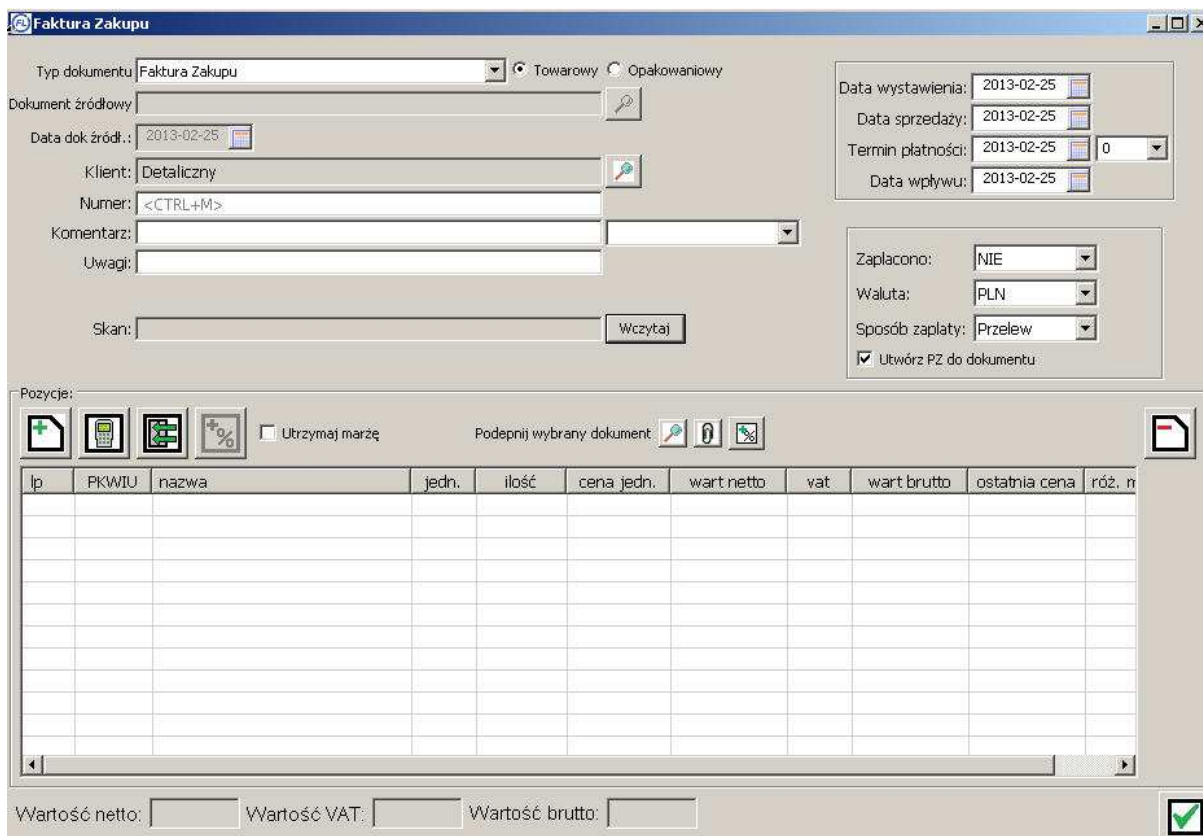 FL Faktura Zakupu
Typ dokumentu Faktura Zakupu Towarowy Opakowaniowy
Dokument źródłowy
Data dok źródł.: 2013-02-25
Klient: Detaliczny
Numer: <CTRL+M>
Komentarz:
Uwagi:
Skan: Wczytaj
Data wystawienia: 2013-02-25
Data sprzedaży: 2013-02-25
Termin płatności: 2013-02-25 0
Data wpływu: 2013-02-25
Zapłacono: NIE
Waluta: PLN
Sposób zapłaty: Przelew
Utwórz PZ do dokumentu
Pozycje:
+% Utrzymaj marżę Podepnij wybrany dokument
lp PKWIU nazwa jedn. ilość cena jedn. wart netto vat wart brutto ostatnia cena róż. m
Wartość netto: Wartość VAT: Wartość brutto: